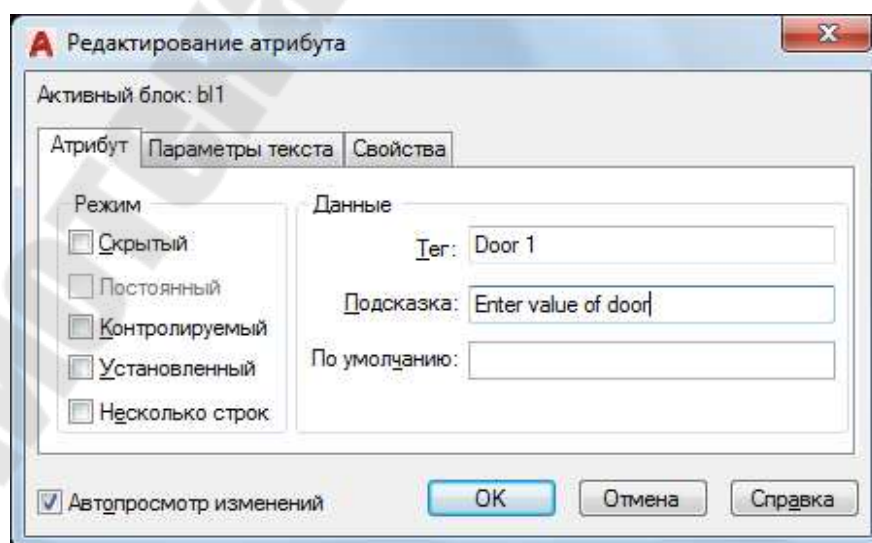 Редактирование атрибута
Активный блок: bl1
Атрибут Параметры текста Свойства
Режим
Скрытый
Постоянный
Контролируемый
Установленный
Несколько строк
Данные
Тег: Door 1
Подсказка: Enter value of door
По умолчанию:
Автопросмотр изменений
OK Отмена Справка